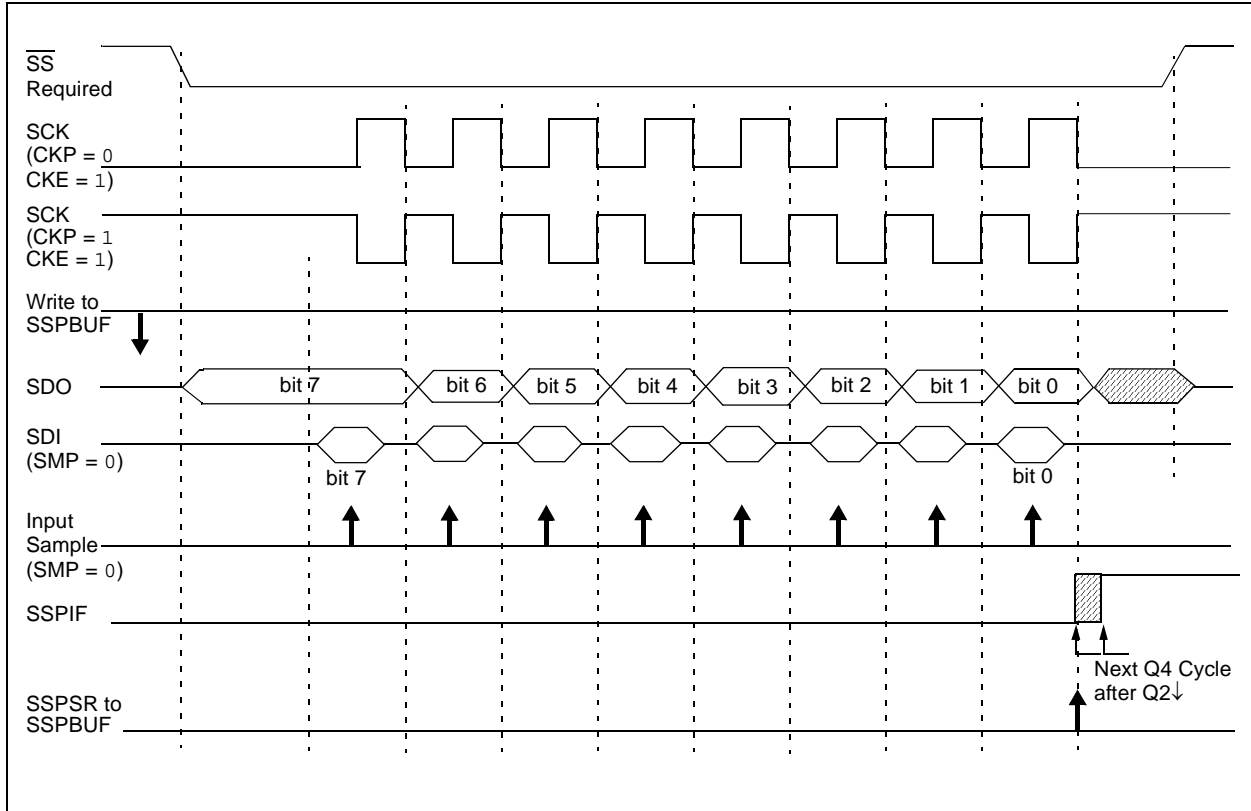 SS
Required
SCK
(CKP = 0
CKE = 1)
SCK
(CKP = 1
CKE = 1)
Write to
SSPBUF
SDO
bit 7
bit 6
bit 5
bit 4
bit 3
bit 2
bit 1
bit 0
SDI
(SMP = 0)
bit 7
bit 0
Input
Sample
(SMP = 0)
SSPIF
Next Q4 Cycle
after Q2↓
SSPSR to
SSPBUF